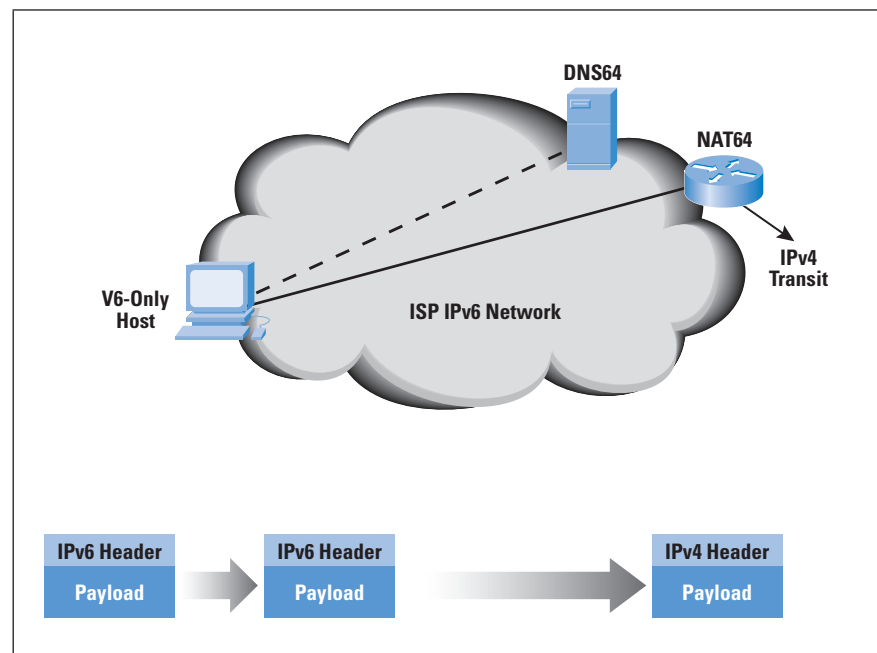 DNS64
NAT64
IPv4
Transit
V6-Only
Host
ISP IPv6 Network
IPv6 Header
Payload
IPv6 Header
Payload
IPv4 Header
Payload